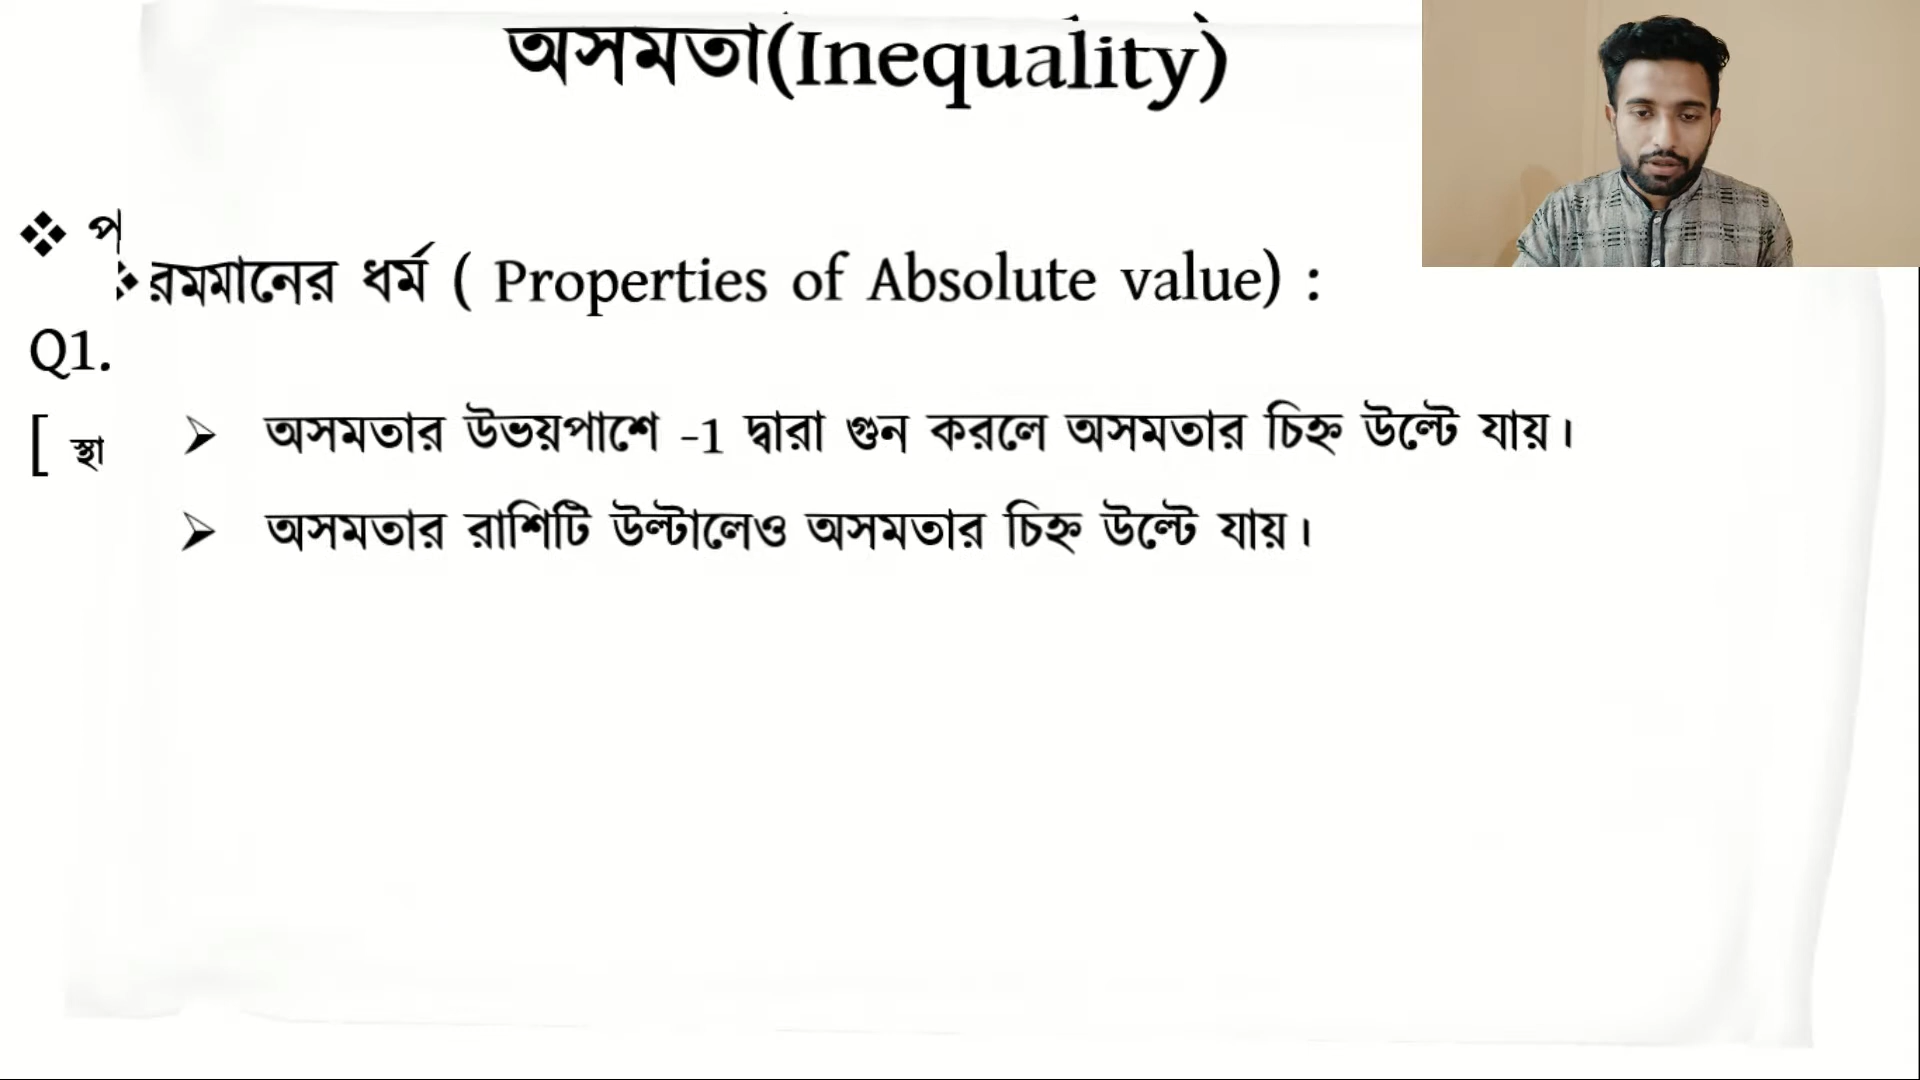 অসমতা(Inequality)
❖ প
রমমানের ধর্ম ( Properties of Absolute value) :
Q1.
[ স্থা
➢ অসমতার উভয়পাশে -1 দ্বারা গুন করলে অসমতার চিহ্ন উল্টে যায়।
➢ অসমতার রাশিটি উল্টালেও অসমতার চিহ্ন উল্টে যায়।